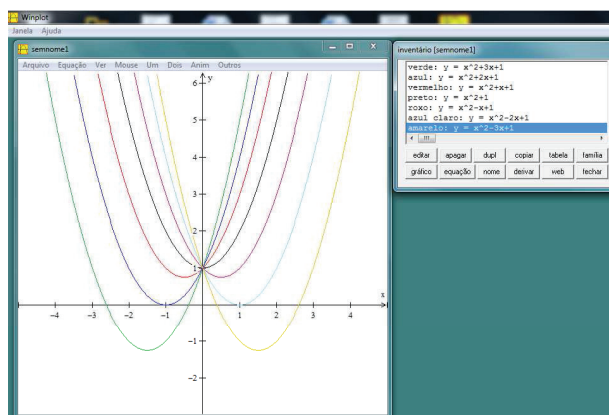 Winplot
Janela Ajuda
semnome1
Arquivo Equação Ver Mouse Um Dois Anim Outros
y
x
6
5
4
3
2
1
-1
-2
-4 -3 -2 -1 1 2 3 4
inventário [semnome1]
verde: y = x^2+3x+1
azul: y = x^2+2x+1
vermelho: y = x^2+x+1
preto: y = x^2+1
roxo: y = x^2-x+1
azul claro: y = x^2-2x+1
amarelo: y = x^2-3x+1
editar apagar dupl copiar tabela família
gráfico equação nome derivar web fechar